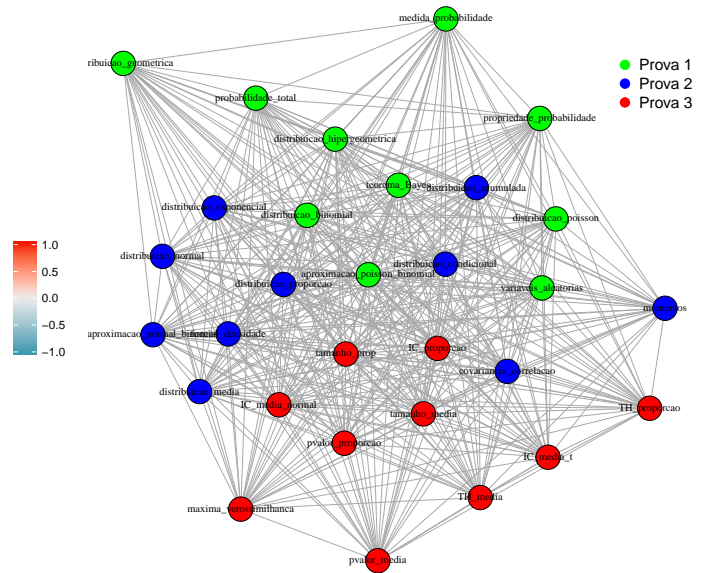 medida_probabilidade
ribuicao_geometrica
Prova 1
Prova 2
Prova 3
probabilidade_total
propriedade_probabilidade
distribuicao_hipergeometrica
teorema_Bayes
distribuicao_acumulada
distribuicao_exponencial
distribuicao_binomial
distribuicao_poisson
distribuicao_normal
distribuicao_condicional
aproximacao_poisson_binomial
distribuicao_proporcao
variaveis_aleatorias
1.0
0.5
0.0
−0.5
−1.0
momentos
aproximacao_normal_binomial
funcao_densidade
tamanho_prop
IC_proporcao
covariancia_correlacao
distribuicao_media
IC_media_normal
tamanho_media
TH_proporcao
pvalor_proporcao
IC_media_t
TH_media
maxima_verossimilhanca
pvalor_media